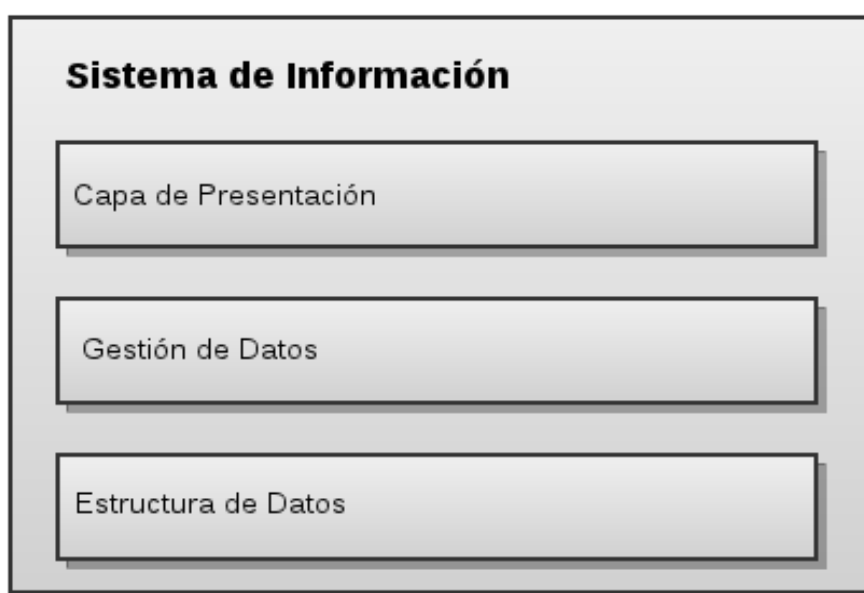 Sistema de Información
Capa de Presentación
Gestión de Datos
Estructura de Datos